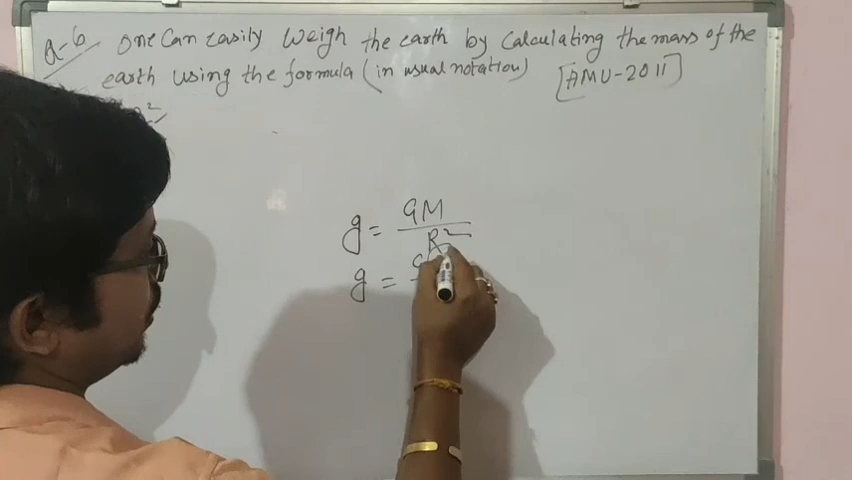 Q-6 One Can easily Weigh the earth by Calculating the mass of the
earth using the formula (in usual notation) [AMU-2011]
g = GM
R²
g =